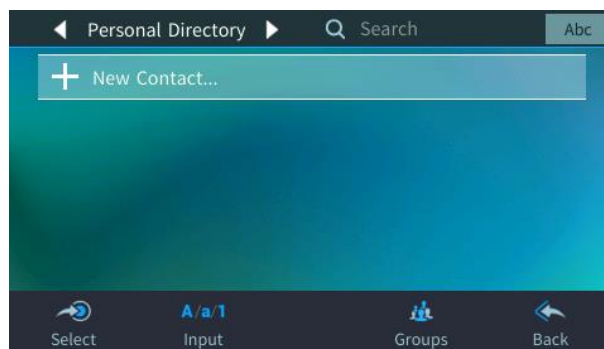 Personal Directory Search Abc
New Contact...
A/a/1
Select Input Groups Back